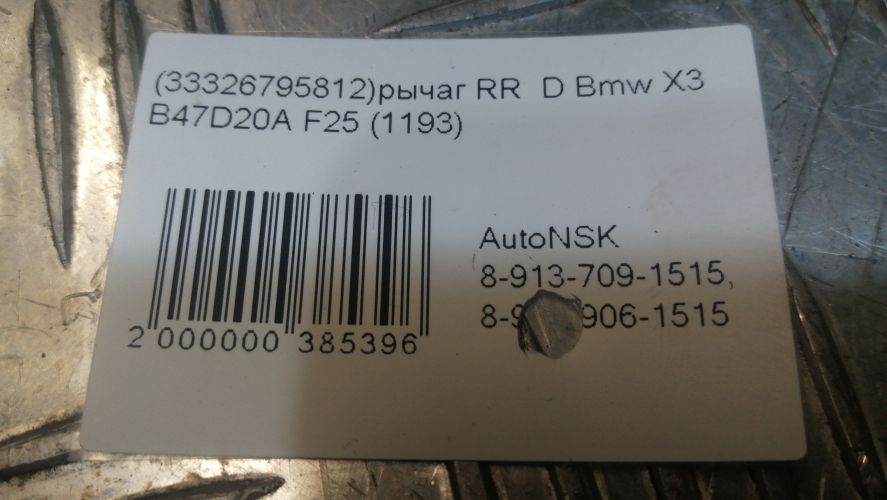 (33326795812)рычаг RR D Bmw X3
B47D20A F25 (1193)
AutoNSK
8-913-709-1515,
906-1515
2 000000 385396